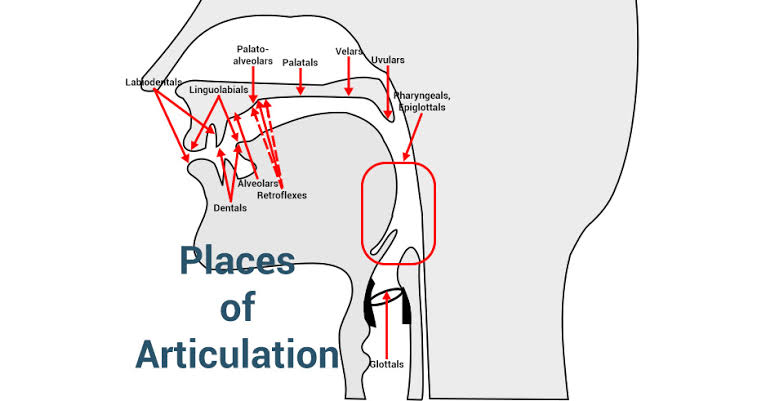 Palato-
alveolars
Palatals
Velars
Uvulars
Labiodentals
Linguolabials
Pharyngeals,
Epiglottals
Alveolars
Retroflexes
Dentals
Places
of
Articulation
Glottals